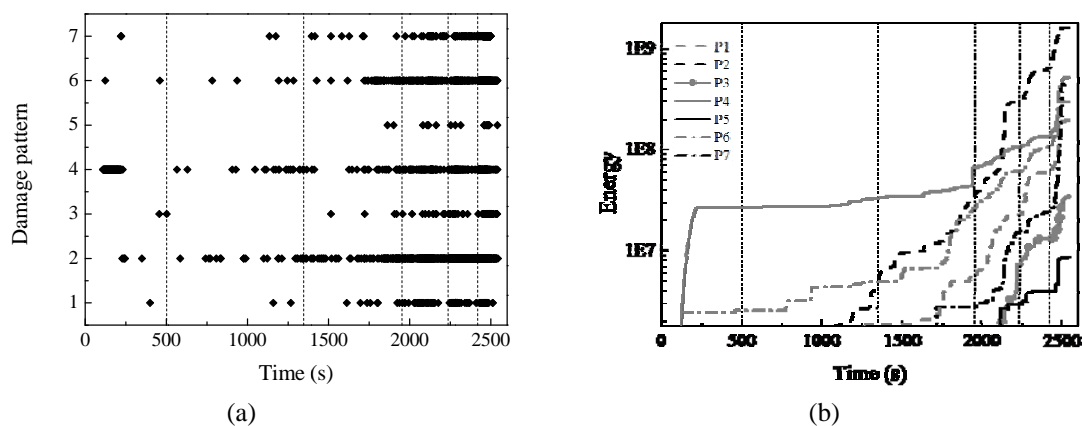 7
6
5
4
3
2
1
Damage pattern
0 500 1000 1500 2000 2500
Time (s)
(a)
1E9
1E8
1E7
Energy
P1
P2
P3
P4
P5
P6
P7
0 500 1000 1500 2000 2500
Time (s)
(b)